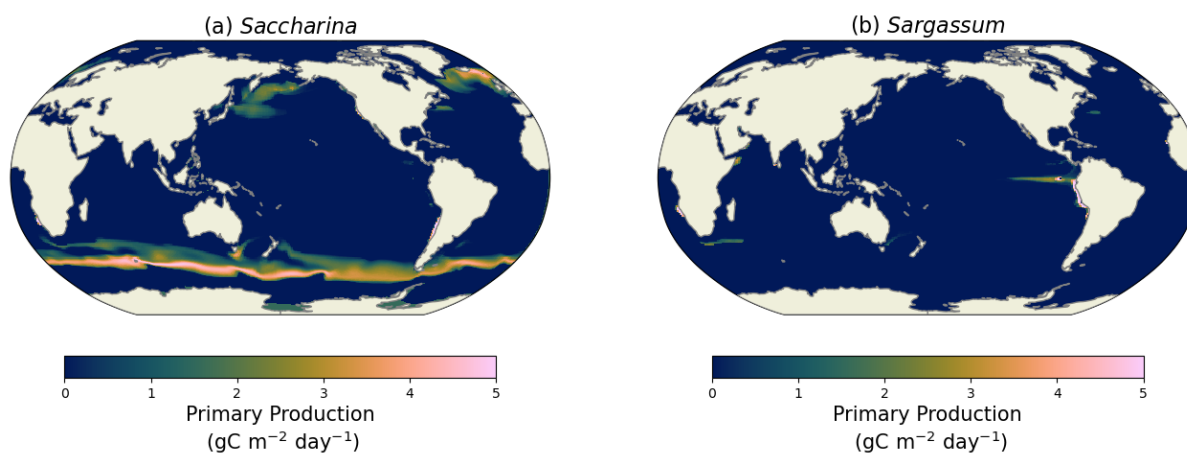 (a) Saccharina
(b) Sargassum
0 1 2 3 4 5
Primary Production
(gC m⁻² day⁻¹)
0 1 2 3 4 5
Primary Production
(gC m⁻² day⁻¹)